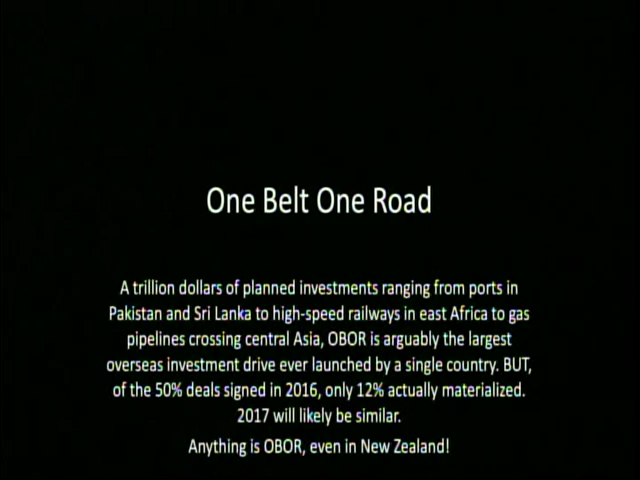 One Belt One Road
A trillion dollars of planned investments ranging from ports in
Pakistan and Sri Lanka to high-speed railways in east Africa to gas
pipelines crossing central Asia, OBOR is arguably the largest
overseas investment drive ever launched by a single country. BUT,
of the 50% deals signed in 2016, only 12% actually materialized.
2017 will likely be similar.
Anything is OBOR, even in New Zealand!